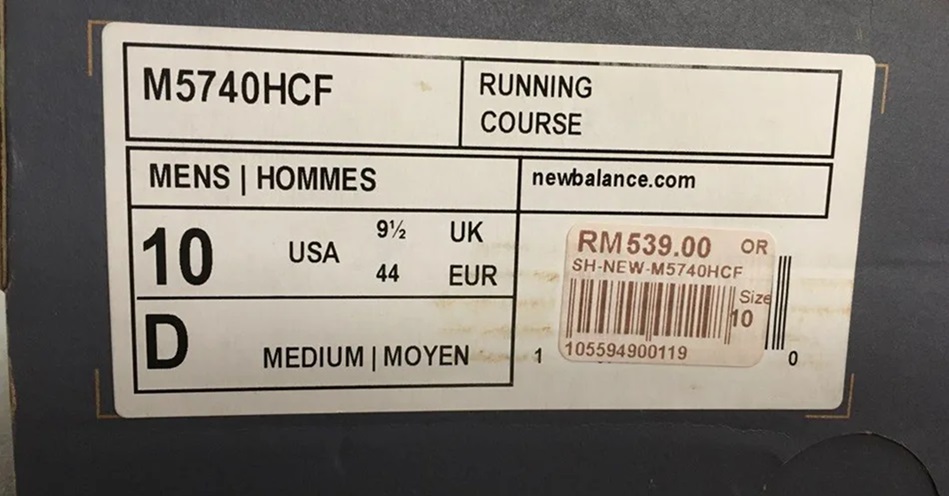 M5740HCF
RUNNING
COURSE
MENS | HOMMES
newbalance.com
10 USA 9½ UK
44 EUR
D MEDIUM | MOYEN
RM539.00 OR
SH-NEW-M5740HCF
Size
10
105594900119
1 0